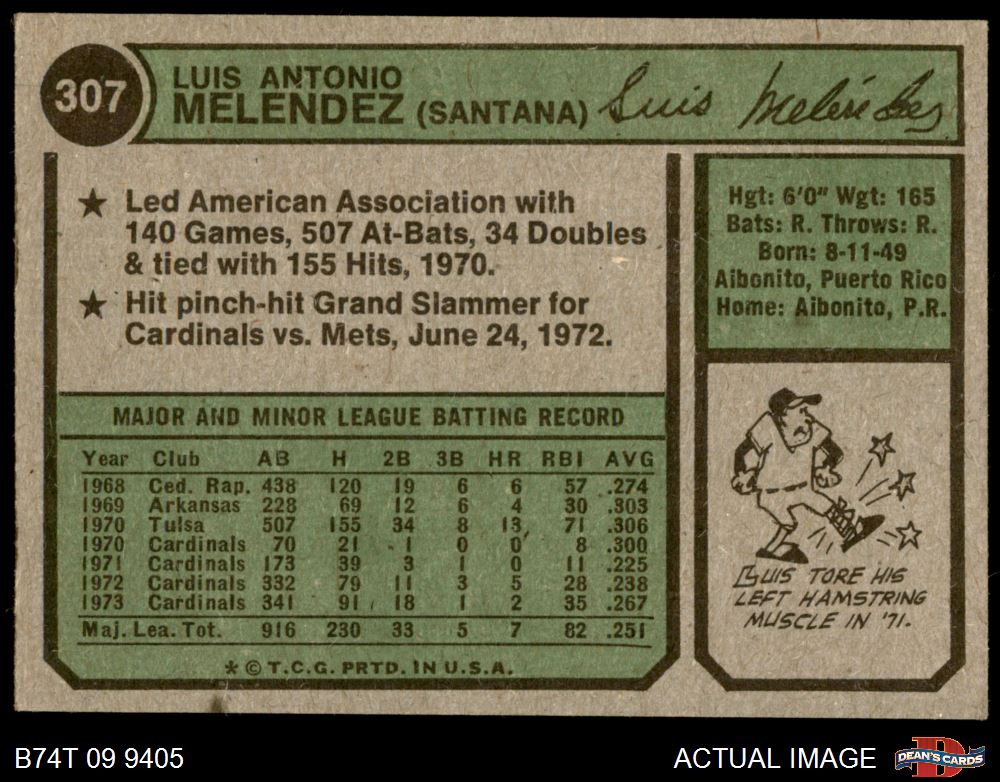 307
LUIS ANTONIO
MELENDEZ (SANTANA)
Luis Melendez
★ Led American Association with
140 Games, 507 At-Bats, 34 Doubles
& tied with 155 Hits, 1970.
★ Hit pinch-hit Grand Slammer for
Cardinals vs. Mets, June 24, 1972.
Hgt: 6'0" Wgt: 165
Bats: R. Throws: R.
Born: 8-11-49
Aibonito, Puerto Rico
Home: Aibonito, P.R.
MAJOR AND MINOR LEAGUE BATTING RECORD
Year Club AB H 2B 3B HR RBI AVG
1968 Ced. Rap. 438 120 19 6 6 57 .274
1969 Arkansas 228 69 12 6 4 30 .303
1970 Tulsa 507 155 34 8 13 71 .306
1970 Cardinals 70 21 1 0 0 8 .300
1971 Cardinals 173 39 3 1 0 11 .225
1972 Cardinals 332 79 11 3 5 28 .238
1973 Cardinals 341 91 18 1 2 35 .267
Maj. Lea. Tot. 916 230 33 5 7 82 .251
* © T.C.G. PRTD. IN U.S.A.
LUIS TORE HIS
LEFT HAMSTRING
MUSCLE IN '71.
B74T 09 9405
ACTUAL IMAGE
D
DEAN'S CARDS